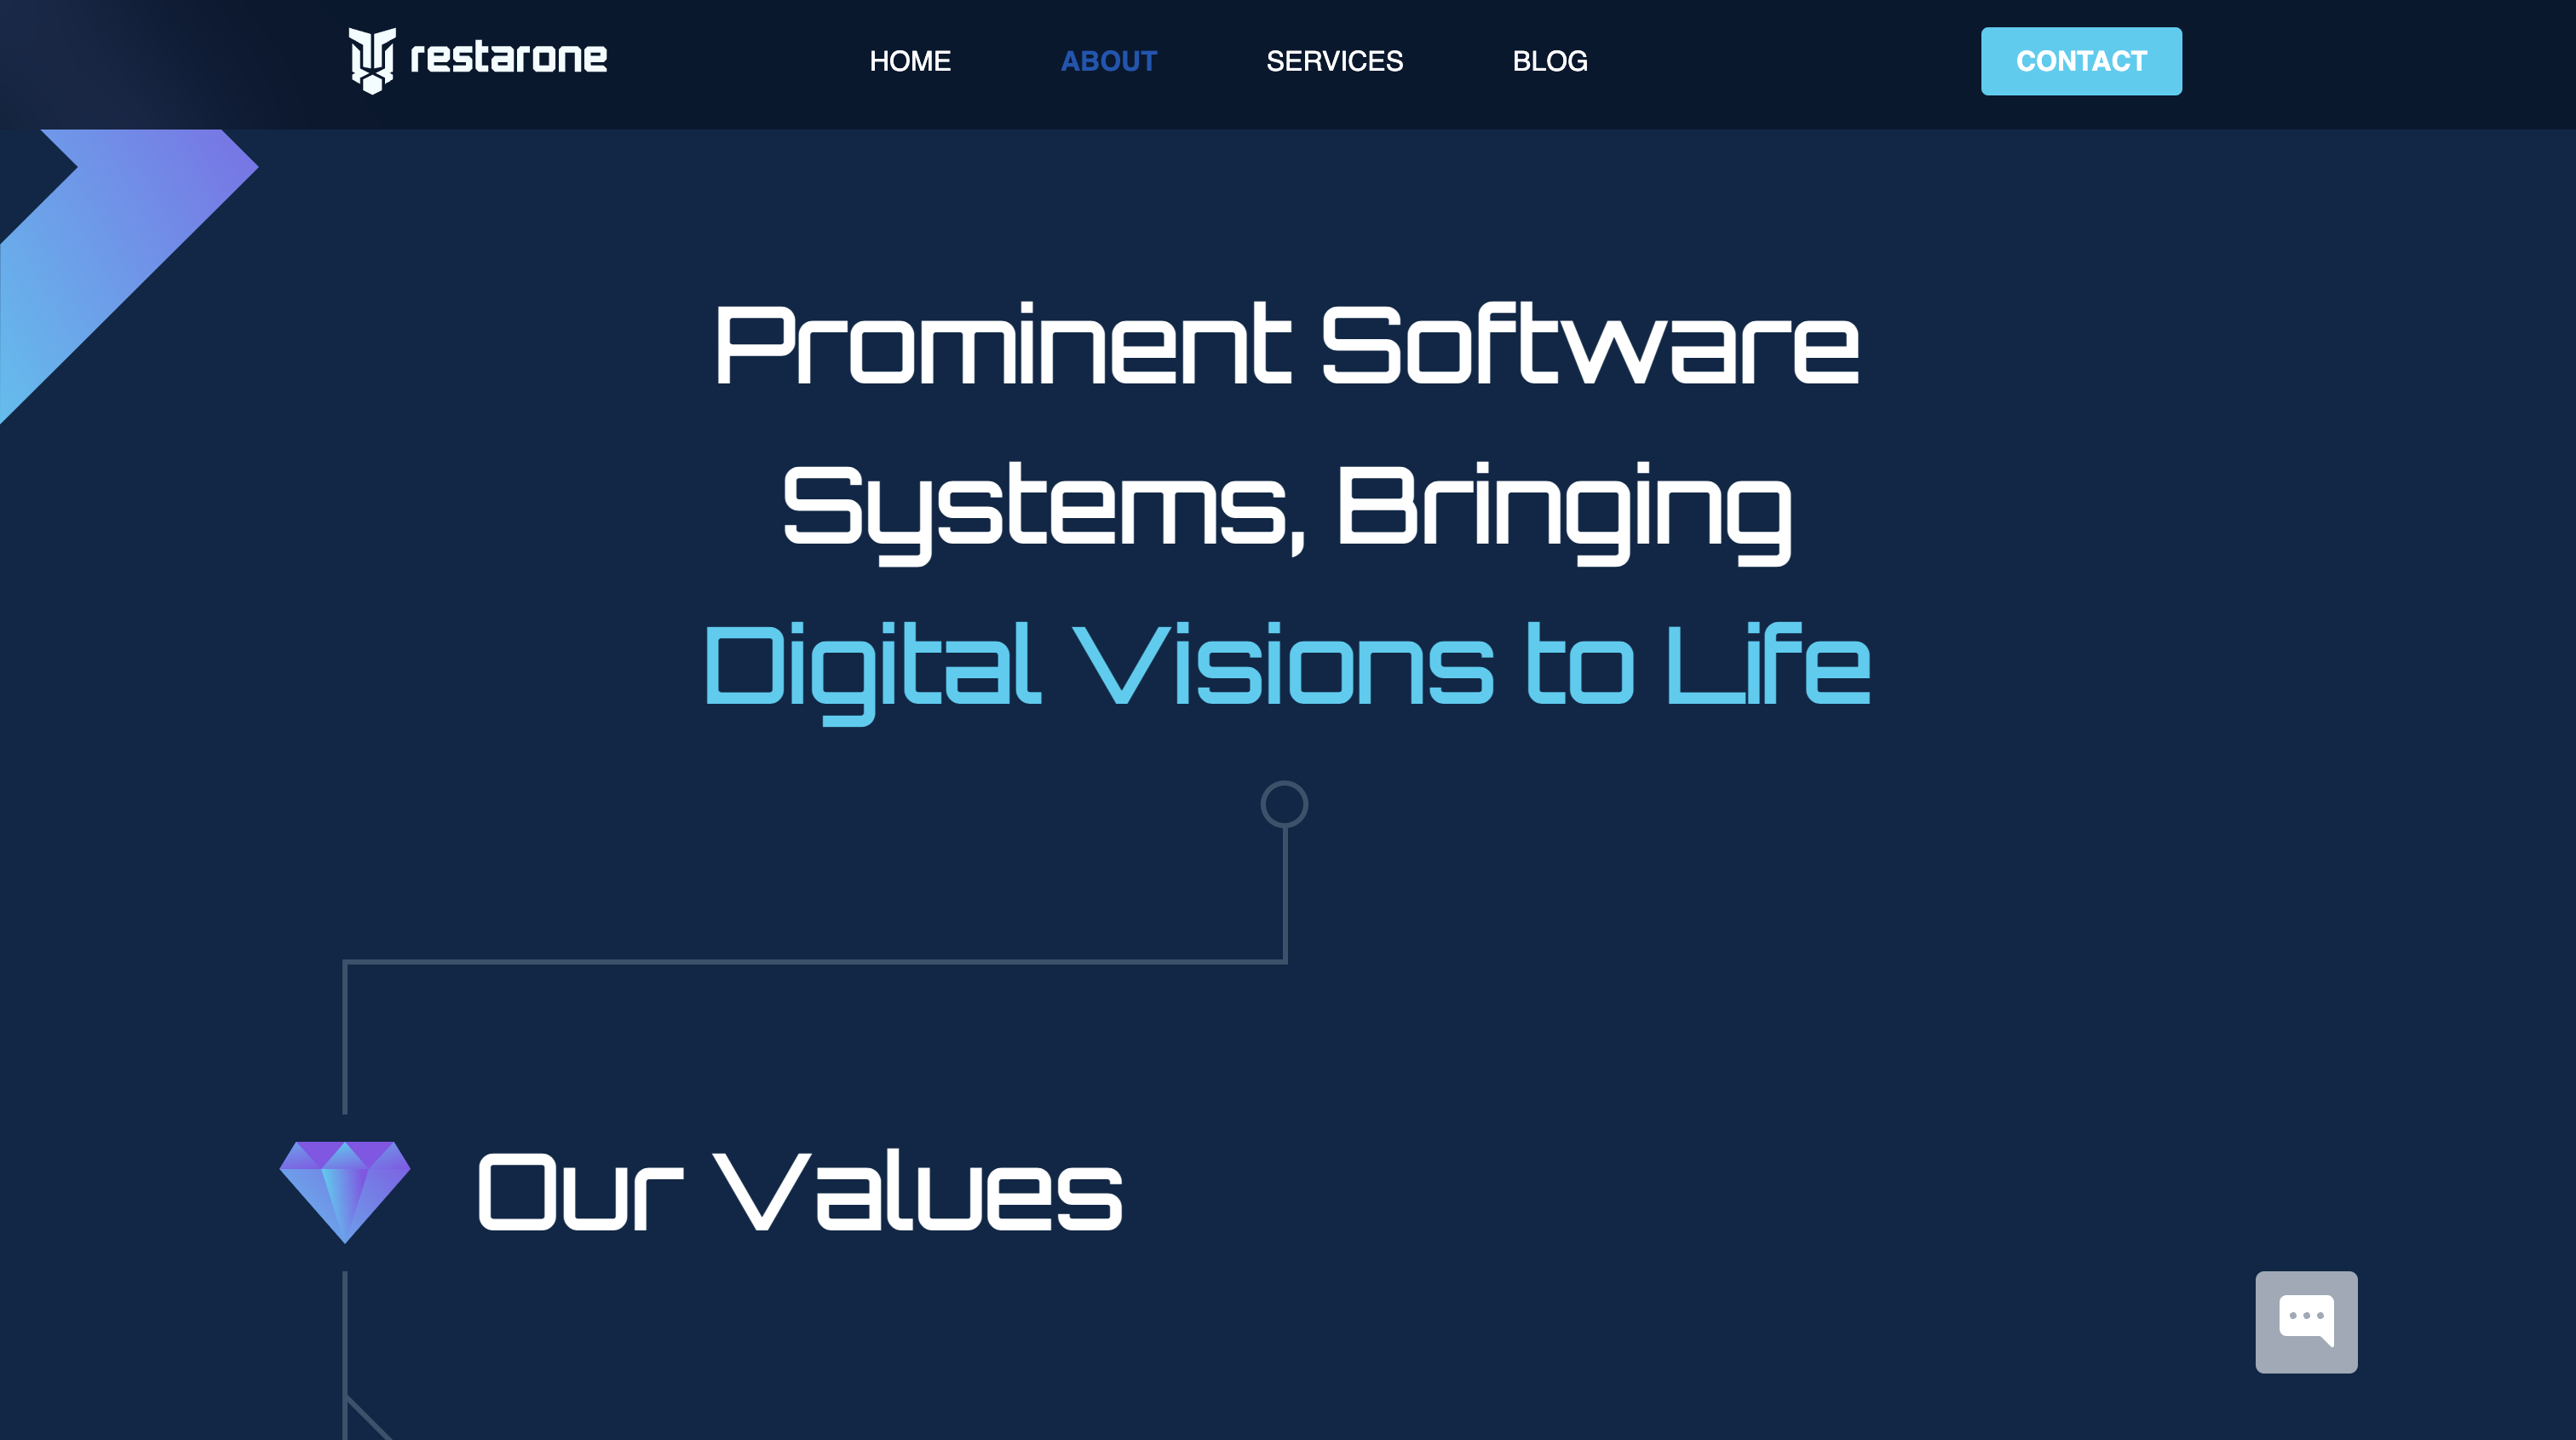 restarone
HOME
ABOUT
SERVICES
BLOG
CONTACT
Prominent Software
Systems, Bringing
Digital Visions to Life
Our Values